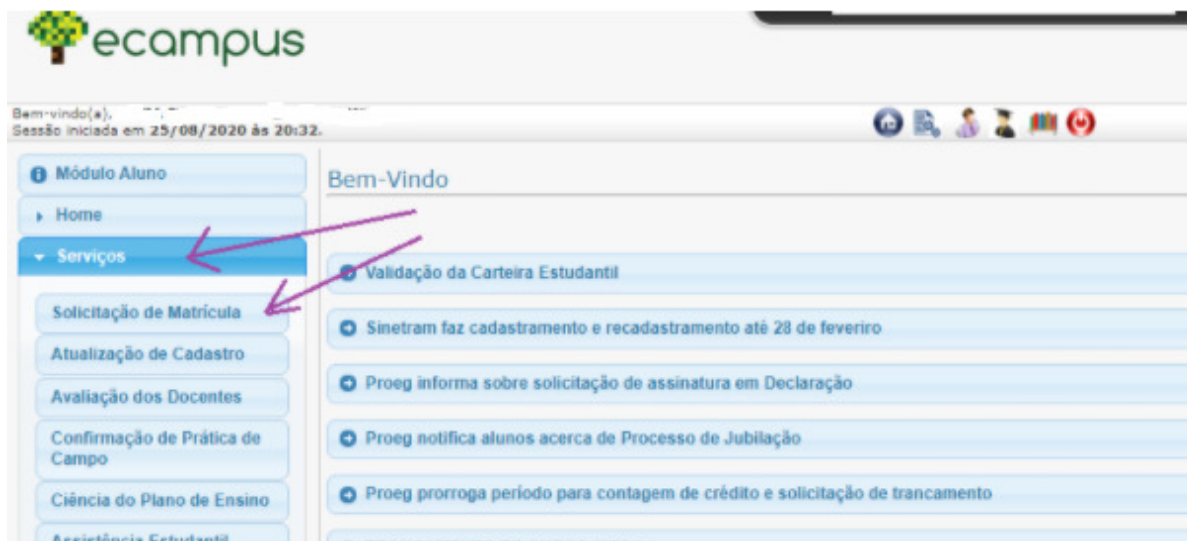 ecampus
Bem-vindo(a),
Sessão iniciada em 25/08/2020 às 20:32.
Módulo Aluno
Home
Serviços
Solicitação de Matrícula
Atualização de Cadastro
Avaliação dos Docentes
Confirmação de Prática de
Campo
Ciência do Plano de Ensino
Assistência Estudantil
Bem-Vindo
Validação da Carteira Estudantil
Sinetram faz cadastramento e recadastramento até 28 de feveriro
Proeg informa sobre solicitação de assinatura em Declaração
Proeg notifica alunos acerca de Processo de Jubilação
Proeg prorroga período para contagem de crédito e solicitação de trancamento